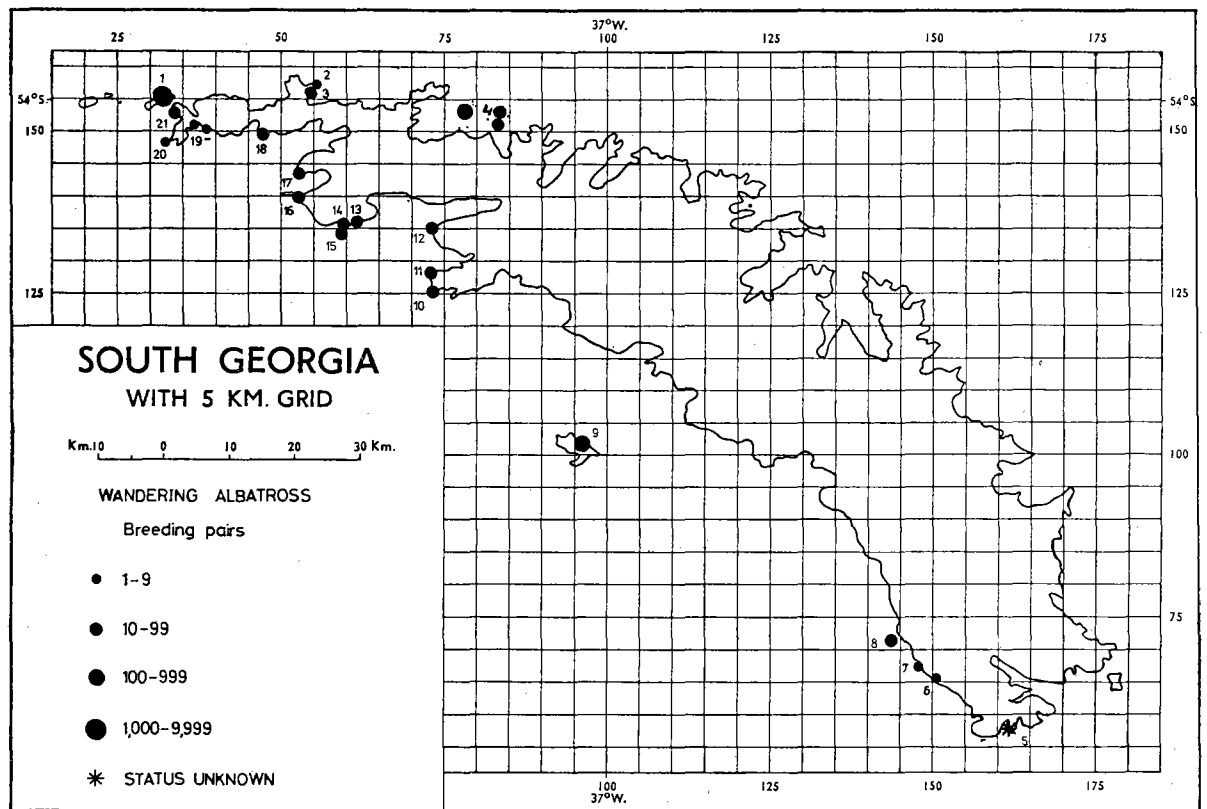 37°W.
25 50 75 100 125 150 175
1
2
54°S
3
4
54°S
150
21
19
18
150
20
17
16
14 13
15
12
11
125
10
125
SOUTH GEORGIA
WITH 5 KM. GRID
Km.10 0 10 20 30 Km.
9
100
WANDERING ALBATROSS
Breeding pairs
1-9
10-99
100-999
1,000-9,999
STATUS UNKNOWN
75
8
7
6
5
100 125 150 175
37°W.